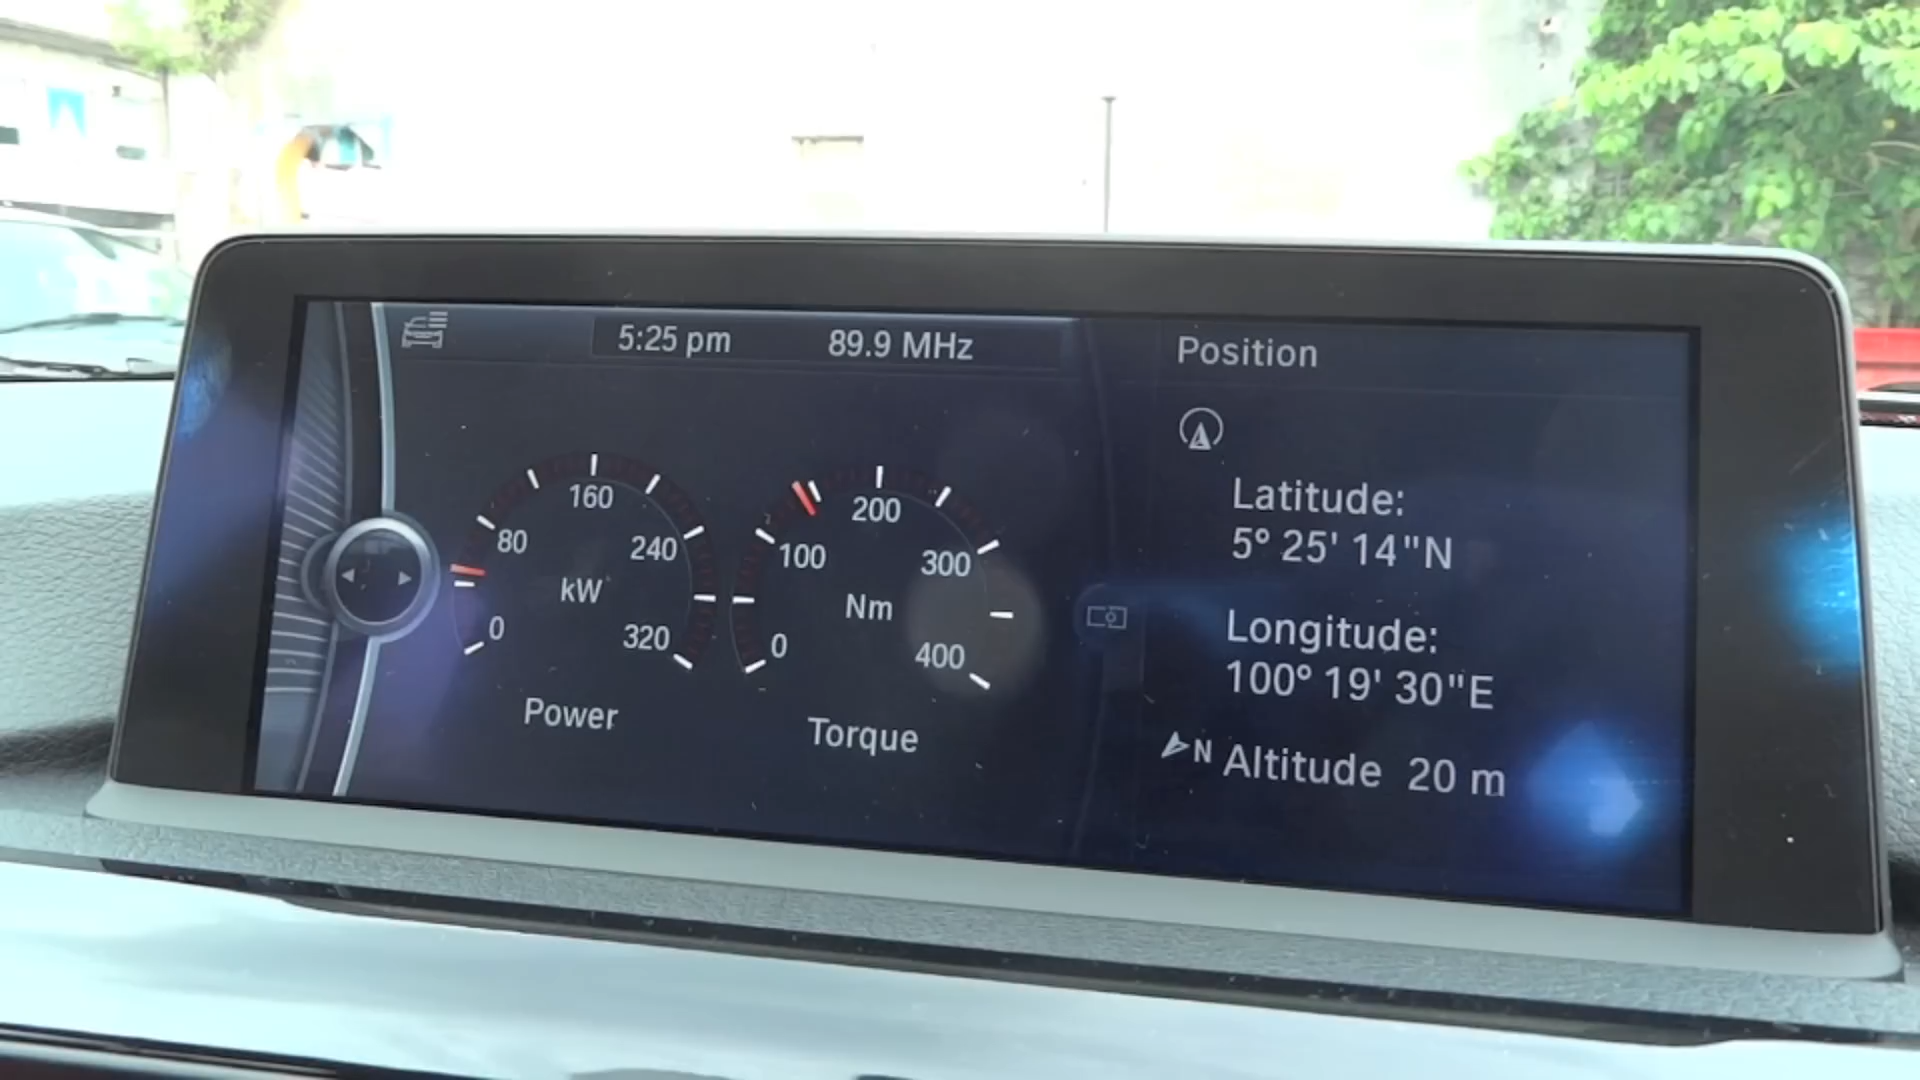 5:25 pm 89.9 MHz
Position
160
80 240
kW
0 320
Power
200
100 300
Nm
0 400
Torque
Latitude:
5° 25' 14"N
Longitude:
100° 19' 30"E
N Altitude 20 m